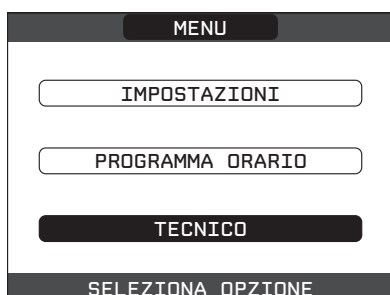 MENU
IMPOSTAZIONI
PROGRAMMA ORARIO
TECNICO
SELEZIONA OPZIONE